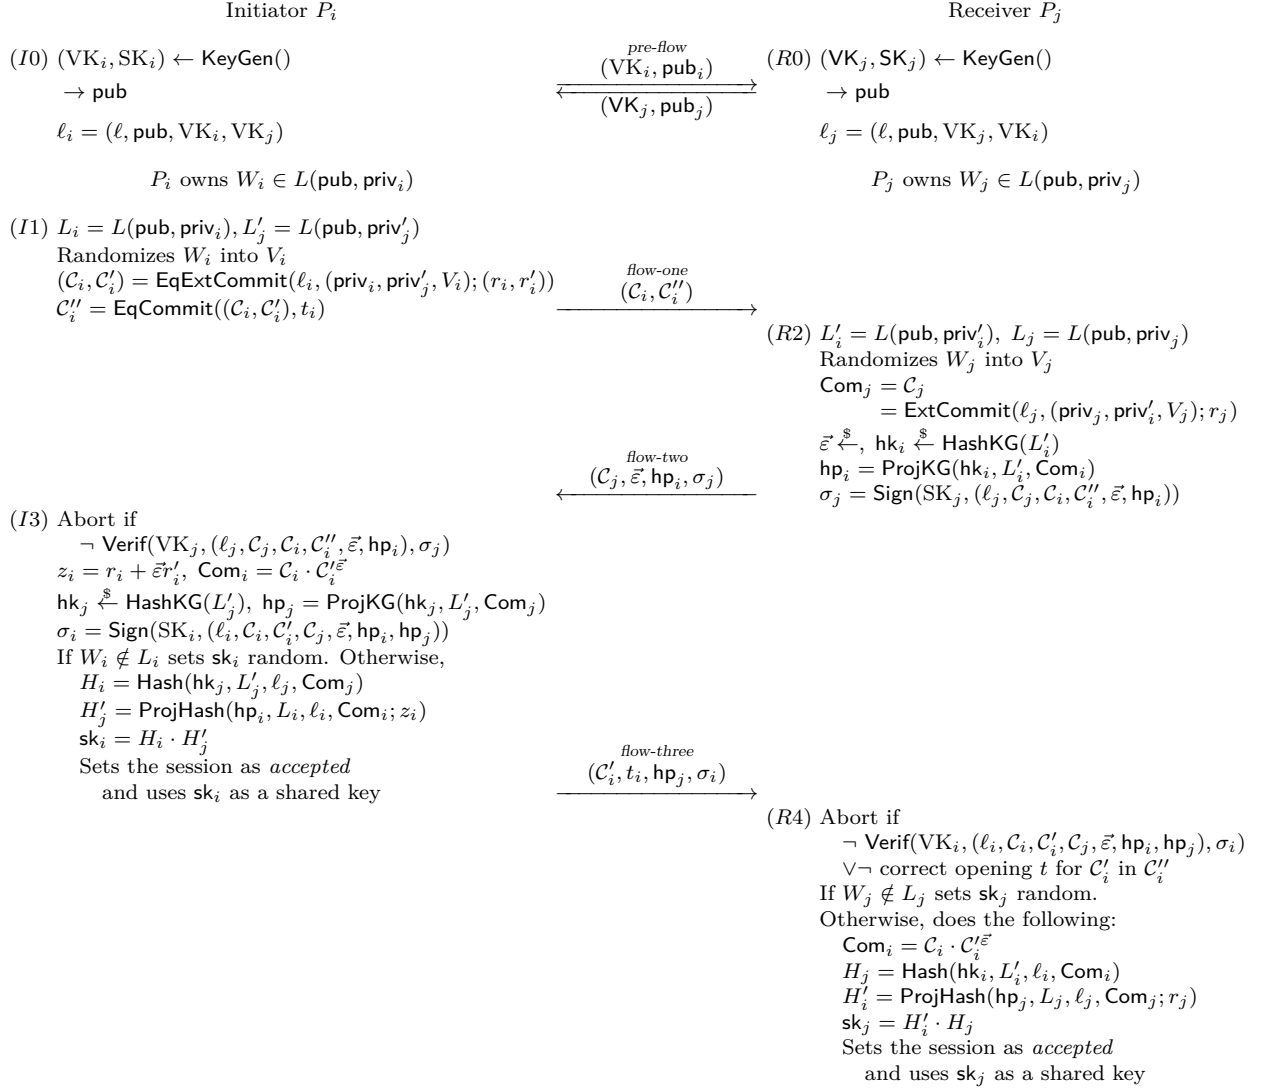 Initiator P_i
Receiver P_j
(I0) (VK_i, SK_i) ← KeyGen()
→ pub
ℓ_i = (ℓ, pub, VK_i, VK_j)
pre-flow
(VK_i, pub_i)
(VK_j, pub_j)
(R0) (VK_j, SK_j) ← KeyGen()
→ pub
ℓ_j = (ℓ, pub, VK_j, VK_i)
P_i owns W_i ∈ L(pub, priv_i)
P_j owns W_j ∈ L(pub, priv_j)
(I1) L_i = L(pub, priv_i), L'_j = L(pub, priv'_j)
Randomizes W_i into V_i
(C_i, C'_i) = EqExtCommit(ℓ_i, (priv_i, priv'_j, V_i); (r_i, r'_i))
C''_i = EqCommit((C_i, C'_i), t_i)
flow-one
(C_i, C''_i)
(R2) L'_i = L(pub, priv'_i), L_j = L(pub, priv_j)
Randomizes W_j into V_j
Com_j = C_j
= ExtCommit(ℓ_j, (priv_j, priv'_i, V_j); r_j)
ε⃗ ←$, hk_i ←$ HashKG(L'_i)
hp_i = ProjKG(hk_i, L'_i, Com_i)
σ_j = Sign(SK_j, (ℓ_j, C_j, C_i, C''_i, ε⃗, hp_i))
flow-two
(C_j, ε⃗, hp_i, σ_j)
(I3) Abort if
¬ Verif(VK_j, (ℓ_j, C_j, C_i, C''_i, ε⃗, hp_i), σ_j)
z_i = r_i + ε⃗r'_i, Com_i = C_i · C'_i^ε⃗
hk_j ←$ HashKG(L'_j), hp_j = ProjKG(hk_j, L'_j, Com_j)
σ_i = Sign(SK_i, (ℓ_i, C_i, C'_i, C_j, ε⃗, hp_i, hp_j))
If W_i ∉ L_i sets sk_i random. Otherwise,
H_i = Hash(hk_j, L'_j, ℓ_j, Com_j)
H'_j = ProjHash(hp_i, L_i, ℓ_i, Com_i; z_i)
sk_i = H_i · H'_j
Sets the session as accepted
and uses sk_i as a shared key
flow-three
(C'_i, t_i, hp_j, σ_i)
(R4) Abort if
¬ Verif(VK_i, (ℓ_i, C_i, C'_i, C_j, ε⃗, hp_i, hp_j), σ_i)
∨¬ correct opening t for C'_i in C''_i
If W_j ∉ L_j sets sk_j random.
Otherwise, does the following:
Com_i = C_i · C'_i^ε⃗
H_j = Hash(hk_i, L'_i, ℓ_i, Com_i)
H'_i = ProjHash(hp_j, L_j, ℓ_j, Com_j; r_j)
sk_j = H'_i · H_j
Sets the session as accepted
and uses sk_j as a shared key